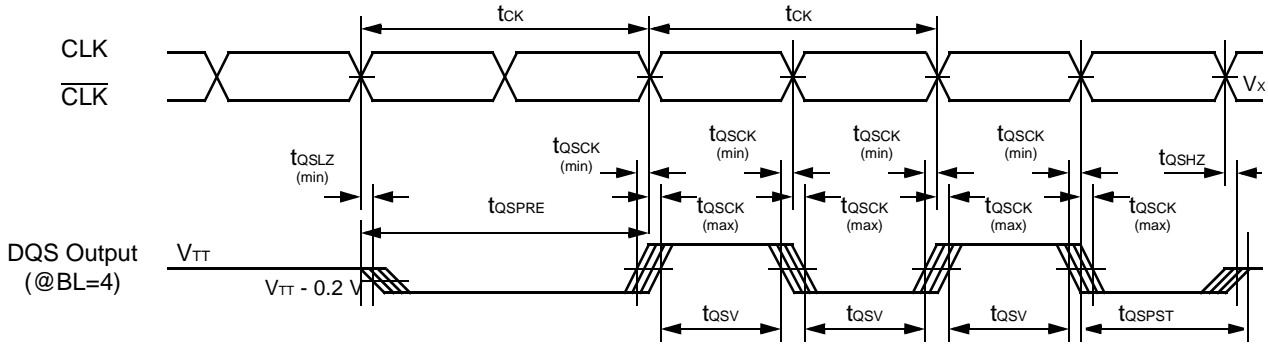 tCK tCK
CLK
CLK
VX
tQSLZ
(min)
tQSCK
(min)
tQSCK
(min)
tQSCK
(min)
tQSCK
(min)
tQSHZ
tQSPRE
tQSCK
(max)
tQSCK
(max)
tQSCK
(max)
tQSCK
(max)
DQS Output
(@BL=4)
VTT
VTT - 0.2 V
tQSV tQSV tQSV tQSPST